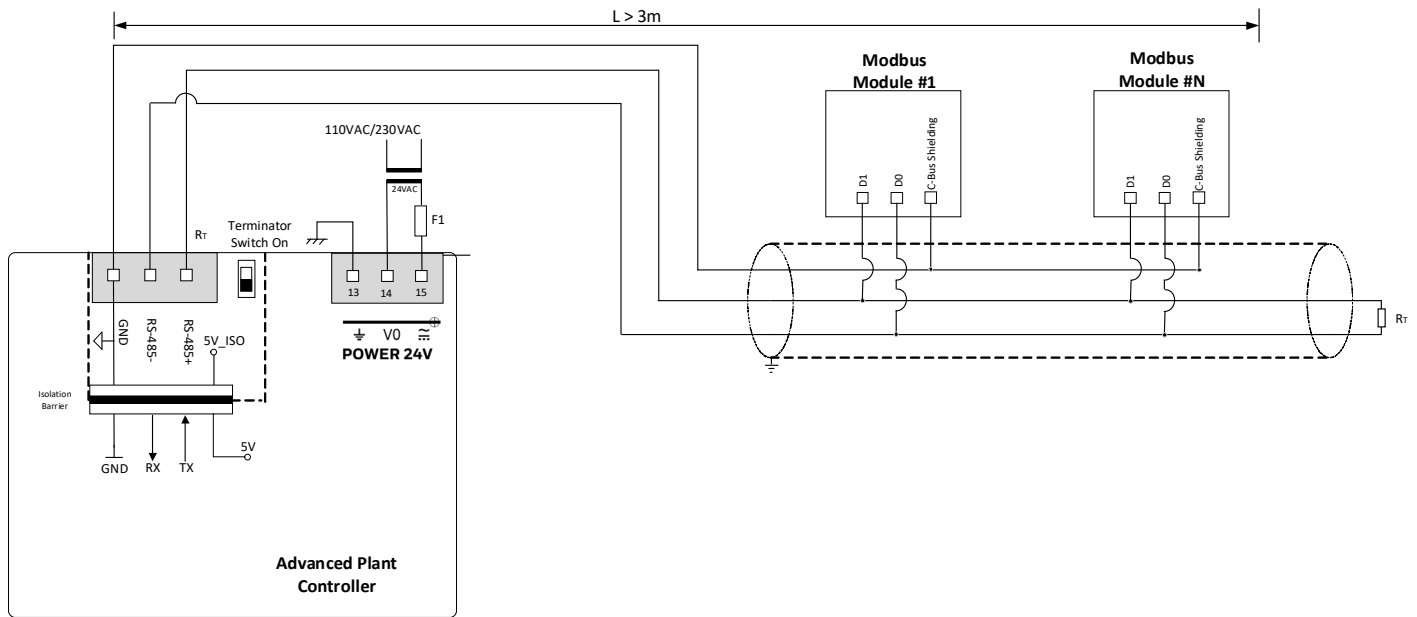 L > 3m
Modbus
Module #1
Modbus
Module #N
110VAC/230VAC
24VAC
F1
D1
D0
C-Bus Shielding
D1
D0
C-Bus Shielding
RT
Terminator
Switch On
13
14
15
V0
POWER 24V
GND
RS-485-
RS-485+
5V_ISO
Isolation
Barrier
GND
RX
TX
5V
RT
Advanced Plant
Controller